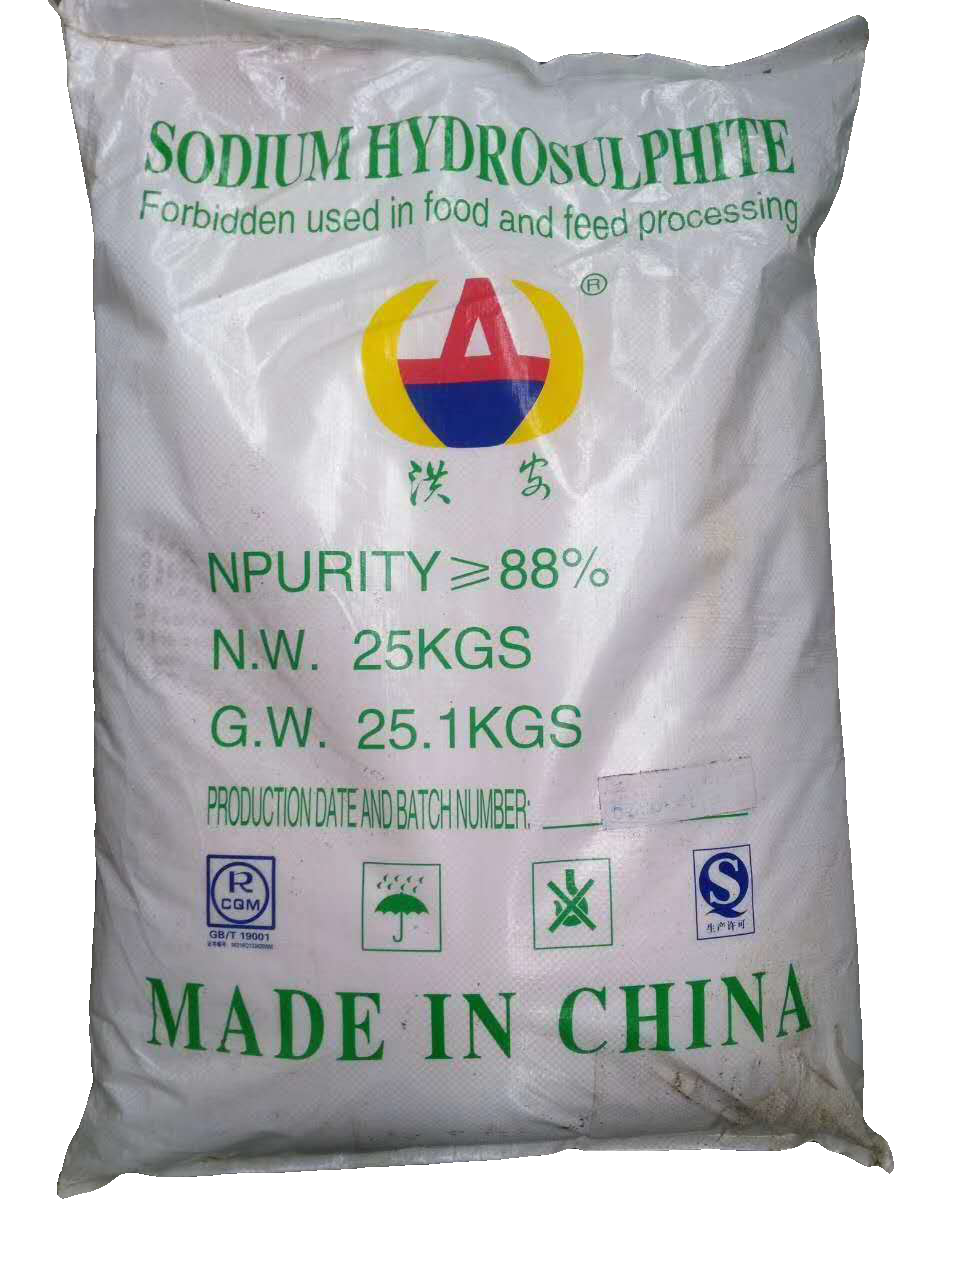 SODIUM HYDROSULPHITE
Forbidden used in food and feed processing
®
洪 安
NPURITY≥88%
N.W. 25KGS
G.W. 25.1KGS
PRODUCTION DATE AND BATCH NUMBER:
R
CQM
GB/T 19001
S
生产许可
MADE IN CHINA